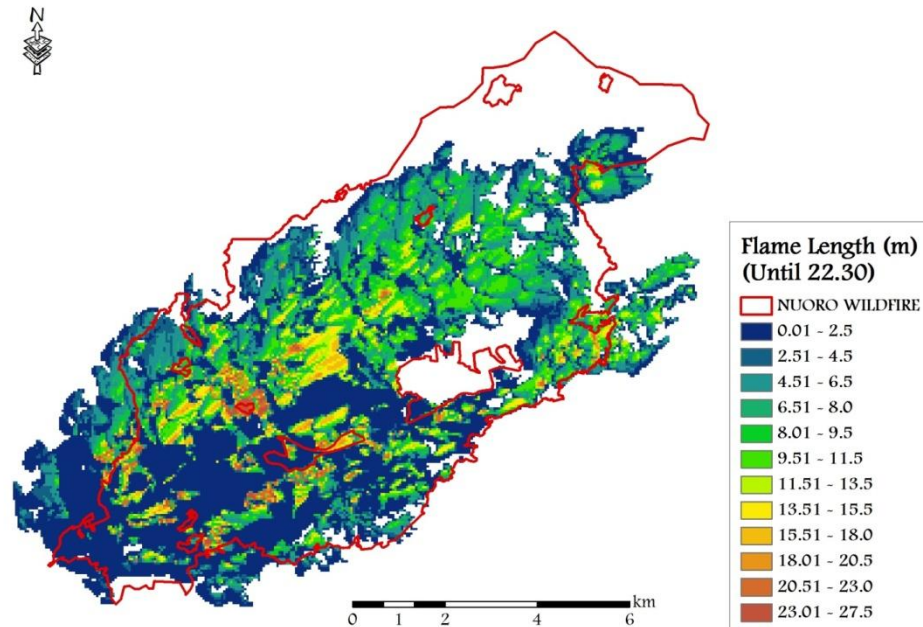 N
Flame Length (m)
(Until 22.30)
NUORO WILDFIRE
0.01 - 2.5
2.51 - 4.5
4.51 - 6.5
6.51 - 8.0
8.01 - 9.5
9.51 - 11.5
11.51 - 13.5
13.51 - 15.5
15.51 - 18.0
18.01 - 20.5
20.51 - 23.0
23.01 - 27.5
km
0 1 2 4 6